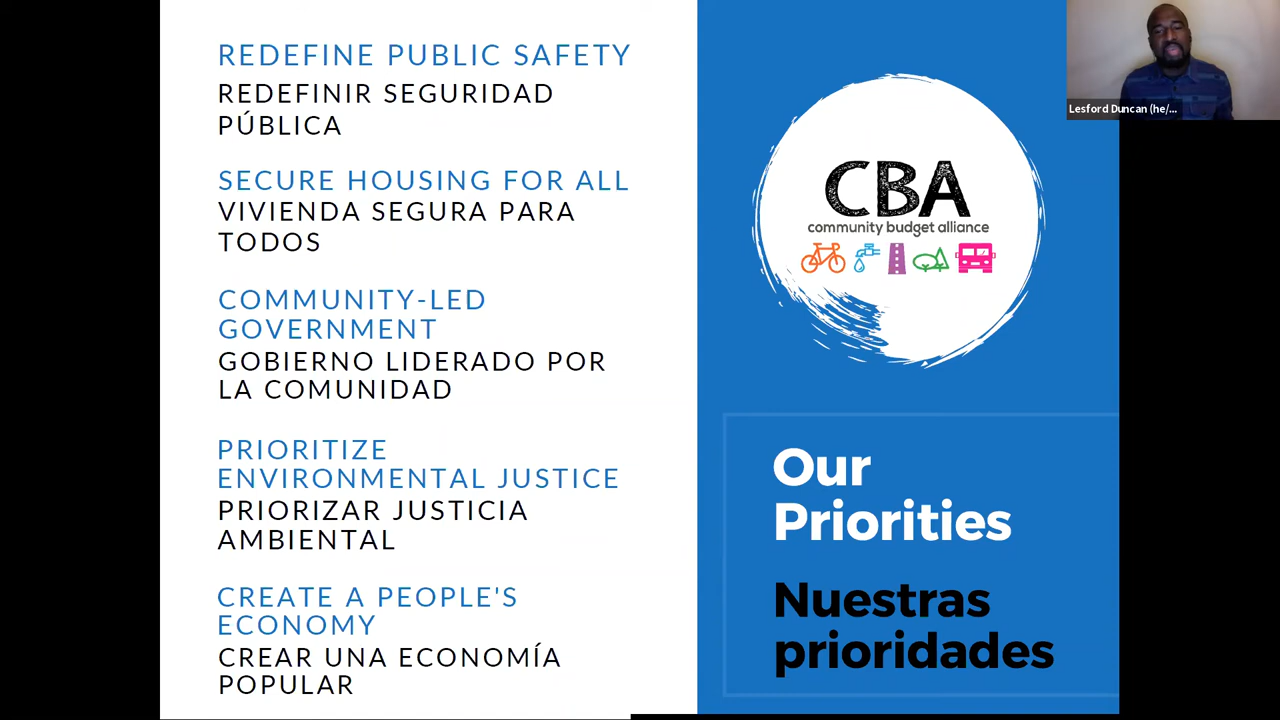 REDEFINE PUBLIC SAFETY
REDEFINIR SEGURIDAD
PÚBLICA
SECURE HOUSING FOR ALL
VIVIENDA SEGURA PARA
TODOS
COMMUNITY-LED
GOVERNMENT
GOBIERNO LIDERADO POR
LA COMUNIDAD
PRIORITIZE
ENVIRONMENTAL JUSTICE
PRIORIZAR JUSTICIA
AMBIENTAL
CREATE A PEOPLE'S
ECONOMY
CREAR UNA ECONOMÍA
POPULAR
CBA
community budget alliance
Our
Priorities
Nuestras
prioridades
Lesford Duncan (he/...